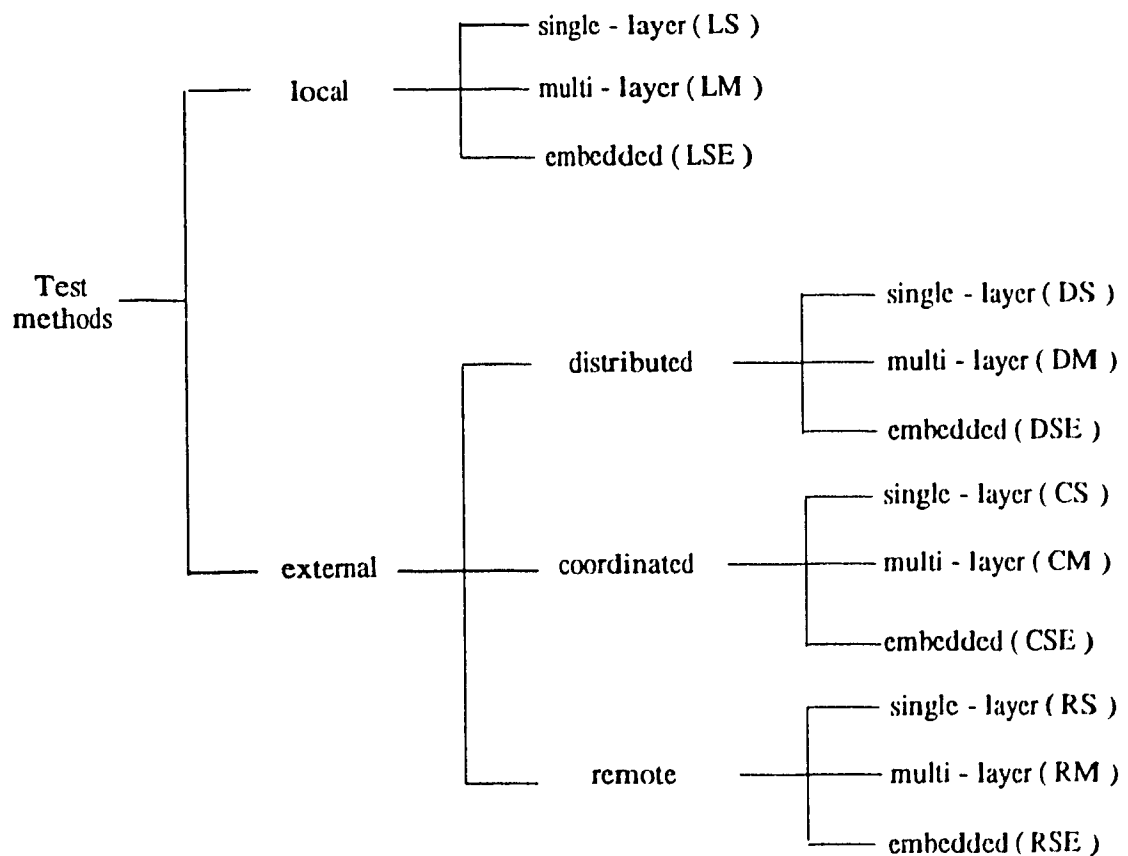 single - layer ( LS )
local
multi - layer ( LM )
embedded ( LSE )
Test
methods
single - layer ( DS )
distributed
multi - layer ( DM )
embedded ( DSE )
single - layer ( CS )
external
coordinated
multi - layer ( CM )
embedded ( CSE )
single - layer ( RS )
remote
multi - layer ( RM )
embedded ( RSE )